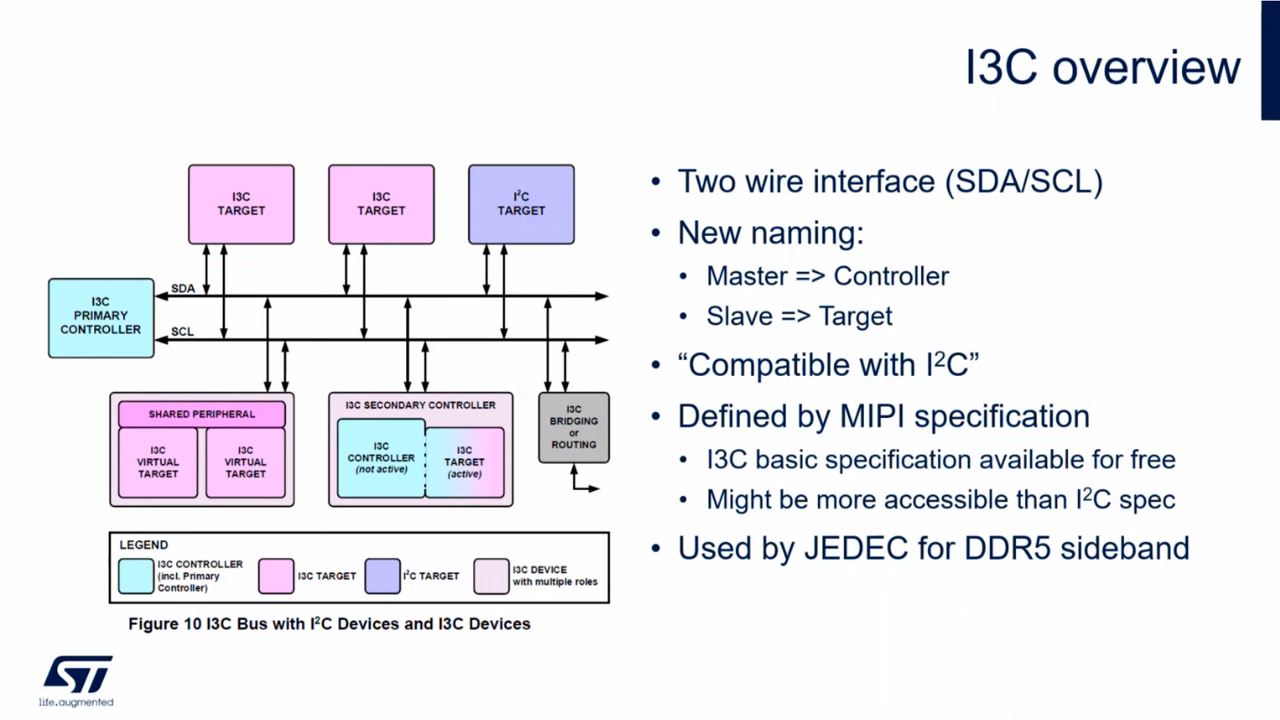 I3C overview
I3C
TARGET
I3C
TARGET
I²C
TARGET
I3C
PRIMARY
CONTROLLER
SDA
SCL
SHARED PERIPHERAL
I3C
VIRTUAL
TARGET
I3C
VIRTUAL
TARGET
I3C SECONDARY CONTROLLER
I3C
CONTROLLER
(not active)
I3C
TARGET
(active)
I3C
BRIDGING
or
ROUTING
LEGEND
I3C CONTROLLER
(incl. Primary
Controller)
I3C TARGET
I²C TARGET
I3C DEVICE
with multiple roles
Figure 10 I3C Bus with I²C Devices and I3C Devices
• Two wire interface (SDA/SCL)
• New naming:
• Master => Controller
• Slave => Target
• “Compatible with I²C”
• Defined by MIPI specification
• I3C basic specification available for free
• Might be more accessible than I²C spec
• Used by JEDEC for DDR5 sideband
ST
life.augmented